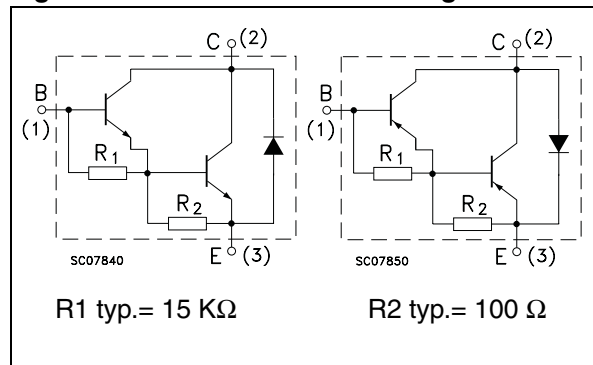 C (2)
B
(1)
R1
R2
SC07840
E (3)
C (2)
B
(1)
R1
R2
SC07850
E (3)
R1 typ.= 15 KΩ
R2 typ.= 100 Ω